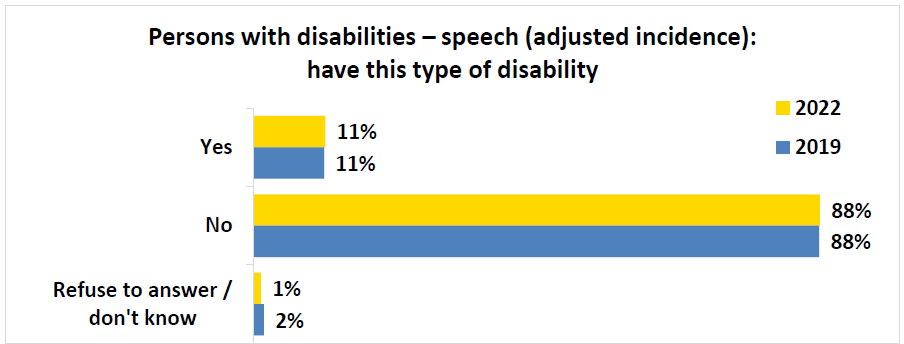 Persons with disabilities – speech (adjusted incidence):
have this type of disability
2022
2019
Yes
11%
11%
No
88%
88%
Refuse to answer /
don't know
1%
2%